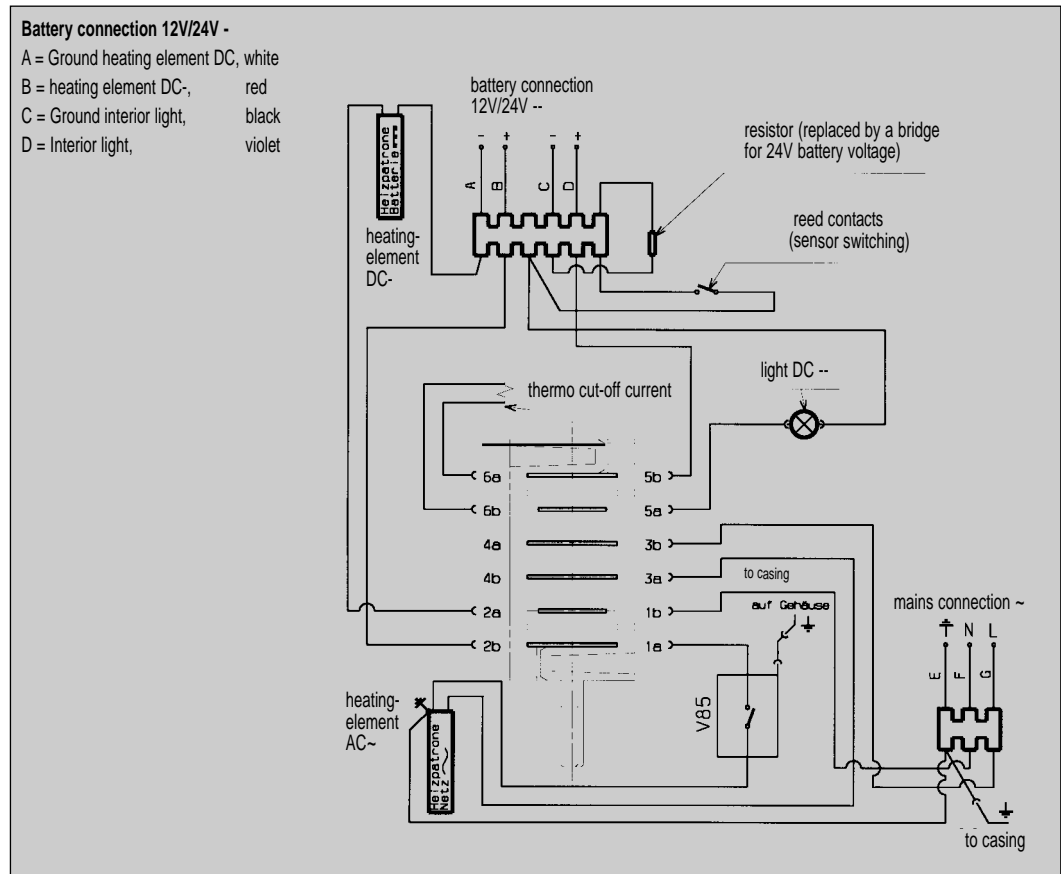 Battery connection 12V/24V -
A = Ground heating element DC, white
B = heating element DC-, red
C = Ground interior light, black
D = Interior light, violet
battery connection
12V/24V --
resistor (replaced by a bridge
for 24V battery voltage)
- + - +
A B C D
Heizpatrone
Batterie
heating-
element
DC-
reed contacts
(sensor switching)
light DC --
thermo cut-off current
6a 5b
6b 5a
4a 3b
4b 3a
2a 1b
2b 1a
to casing
auf Gehäuse
mains connection ~
N L
E F G
V85
heating-
element
AC~
Heizpatrone
Netz ~
to casing